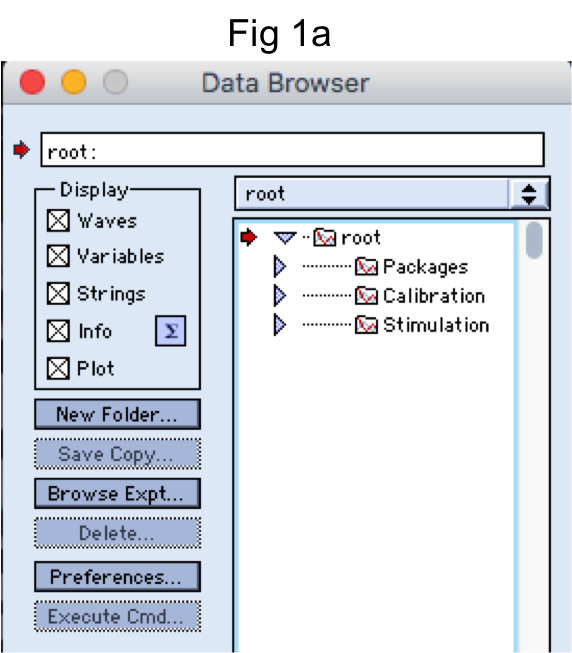 Fig 1a
Data Browser
root:
Display
Waves
Variables
Strings
Info Σ
Plot
New Folder...
Save Copy...
Browse Expt...
Delete...
Preferences...
Execute Cmd...
root
root
Packages
Calibration
Stimulation